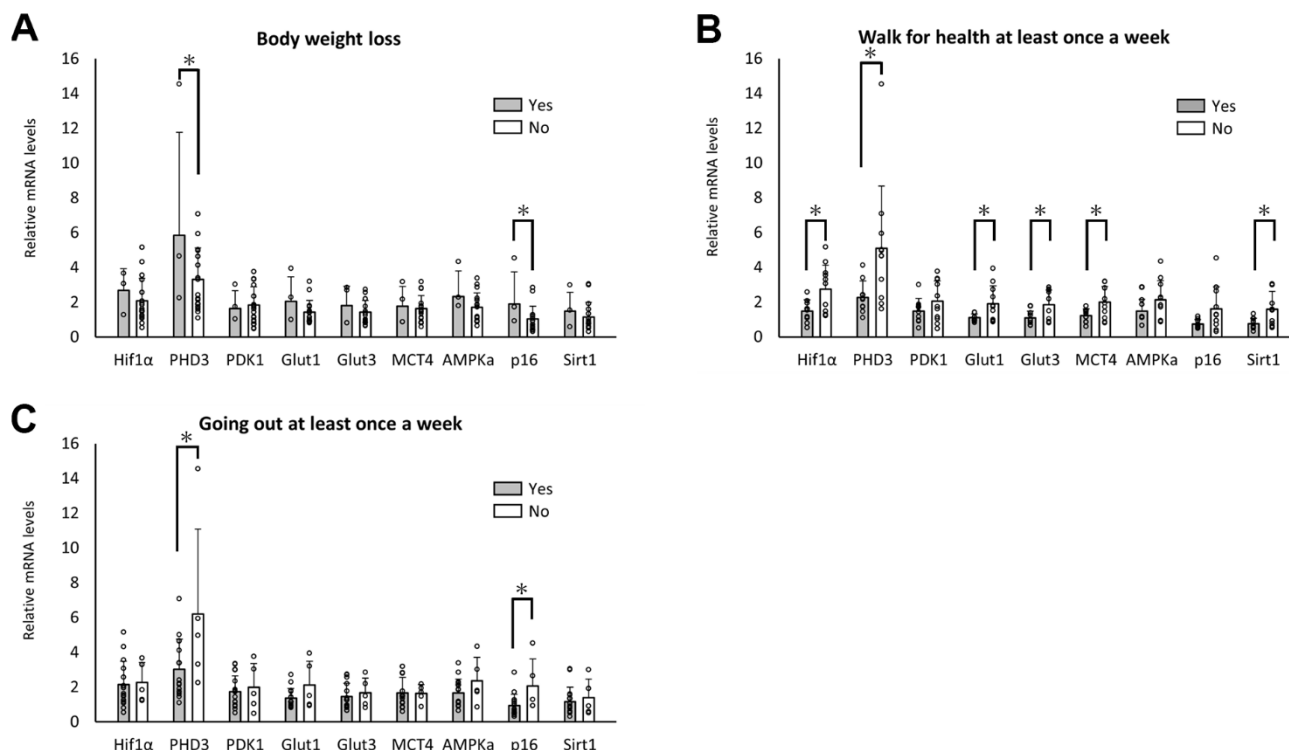 A
Body weight loss
16
14
12
10
8
6
4
2
0
Relative mRNA levels
*
*
Yes
No
Hif1α PHD3 PDK1 Glut1 Glut3 MCT4 AMPKa p16 Sirt1
B
Walk for health at least once a week
16
14
12
10
8
6
4
2
0
Relative mRNA levels
*
*
*
*
*
*
Yes
No
Hif1α PHD3 PDK1 Glut1 Glut3 MCT4 AMPKa p16 Sirt1
C
Going out at least once a week
16
14
12
10
8
6
4
2
0
Relative mRNA levels
*
*
Yes
No
Hif1α PHD3 PDK1 Glut1 Glut3 MCT4 AMPKa p16 Sirt1